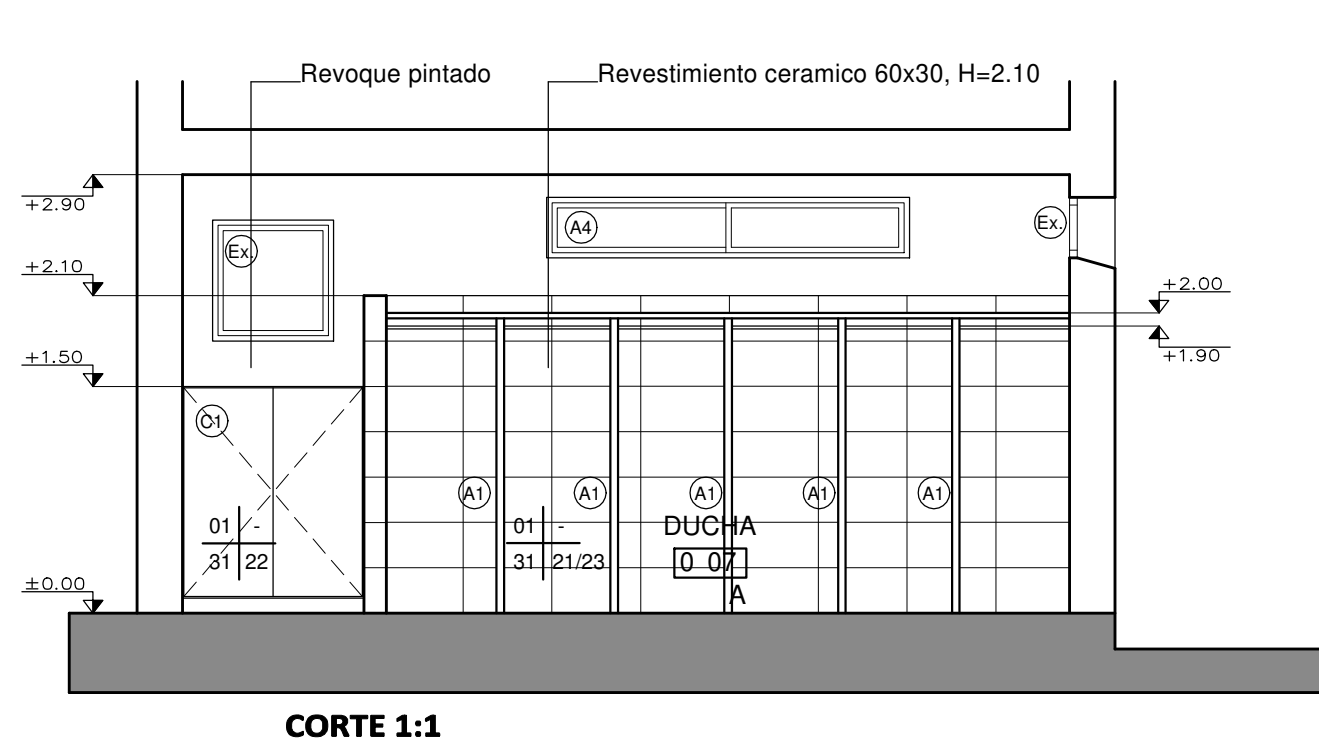 Revoque pintado
Revestimiento ceramico 60x30, H=2.10
+2.90
Ex.
A4
Ex.
+2.10
+2.00
+1.90
+1.50
C1
A1
A1
A1
A1
A1
01 -
31 22
01 -
31 21/23
DUCHA
0 07
A
±0.00
CORTE 1:1